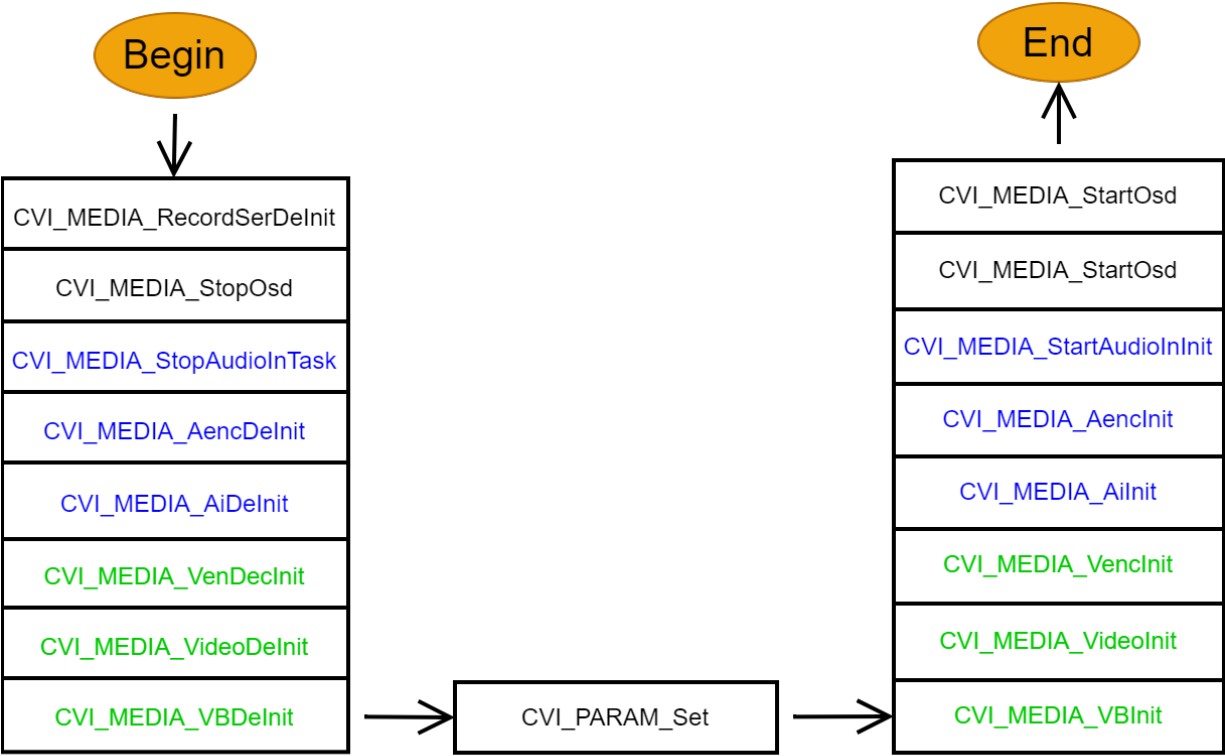 Begin
CVI_MEDIA_RecordSerDeInit
CVI_MEDIA_StopOsd
CVI_MEDIA_StopAudioInTask
CVI_MEDIA_AencDeInit
CVI_MEDIA_AiDeInit
CVI_MEDIA_VenDecInit
CVI_MEDIA_VideoDeInit
CVI_MEDIA_VBDeInit
CVI_PARAM_Set
End
CVI_MEDIA_StartOsd
CVI_MEDIA_StartOsd
CVI_MEDIA_StartAudioInInit
CVI_MEDIA_AencInit
CVI_MEDIA_AiInit
CVI_MEDIA_VencInit
CVI_MEDIA_VideoInit
CVI_MEDIA_VBInit